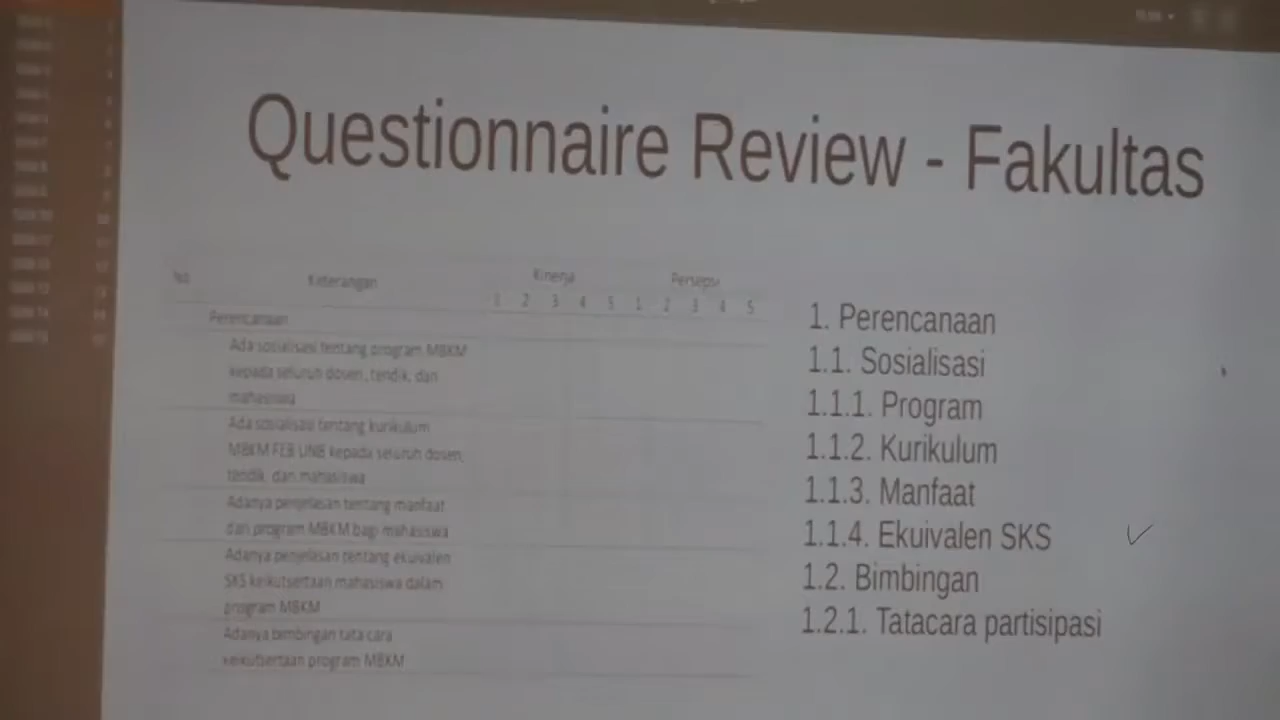 Questionnaire Review - Fakultas
No Keterangan Kinerja Persepsi
1 2 3 4 5 1 2 3 4 5
Perencanaan
Ada sosialisasi tentang program MBKM
kepada seluruh dosen, tendik, dan
mahasiswa
Ada sosialisasi tentang kurikulum
MBKM FEB UNB kepada seluruh dosen,
tendik, dan mahasiswa
Adanya penjelasan tentang manfaat
dari program MBKM bagi mahasiswa
Adanya penjelasan tentang ekuivalen
SKS keikutsertaan mahasiswa dalam
program MBKM
Adanya bimbingan tata cara
keikutsertaan program MBKM
1. Perencanaan
1.1. Sosialisasi
1.1.1. Program
1.1.2. Kurikulum
1.1.3. Manfaat
1.1.4. Ekuivalen SKS
1.2. Bimbingan
1.2.1. Tatacara partisipasi